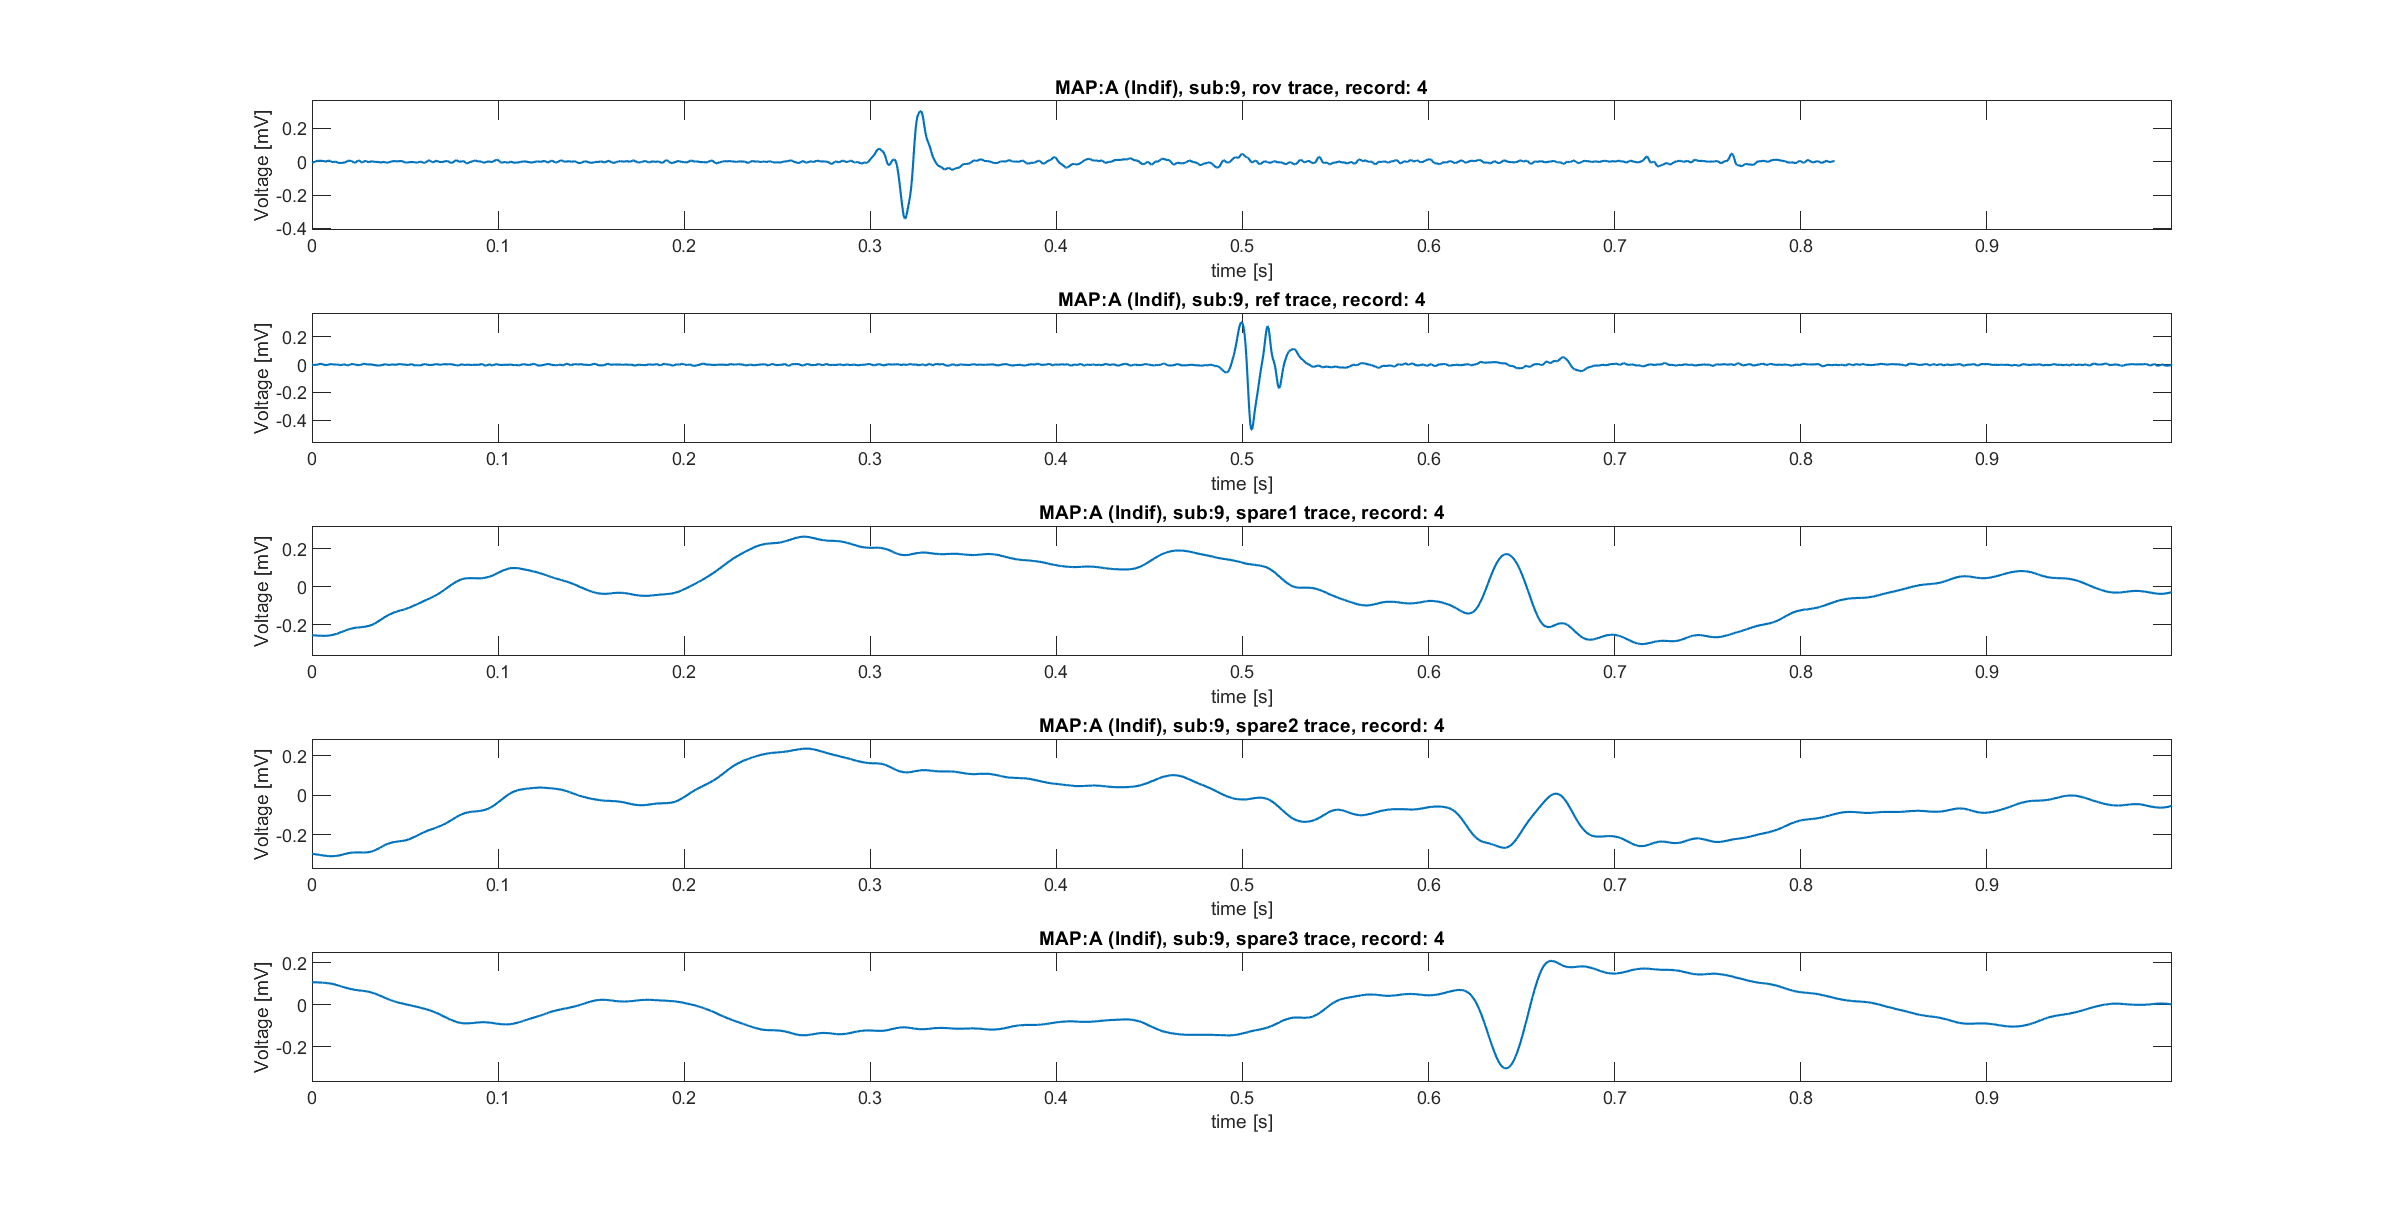 MAP:A (Indif), sub:9, rov trace, record: 4
Voltage [mV]
0.2
0
-0.2
-0.4
0 0.1 0.2 0.3 0.4 0.5 0.6 0.7 0.8 0.9
time [s]
MAP:A (Indif), sub:9, ref trace, record: 4
Voltage [mV]
0.2
0
-0.2
-0.4
0 0.1 0.2 0.3 0.4 0.5 0.6 0.7 0.8 0.9
time [s]
MAP:A (Indif), sub:9, spare1 trace, record: 4
Voltage [mV]
0.2
0
-0.2
0 0.1 0.2 0.3 0.4 0.5 0.6 0.7 0.8 0.9
time [s]
MAP:A (Indif), sub:9, spare2 trace, record: 4
Voltage [mV]
0.2
0
-0.2
0 0.1 0.2 0.3 0.4 0.5 0.6 0.7 0.8 0.9
time [s]
MAP:A (Indif), sub:9, spare3 trace, record: 4
Voltage [mV]
0.2
0
-0.2
0 0.1 0.2 0.3 0.4 0.5 0.6 0.7 0.8 0.9
time [s]